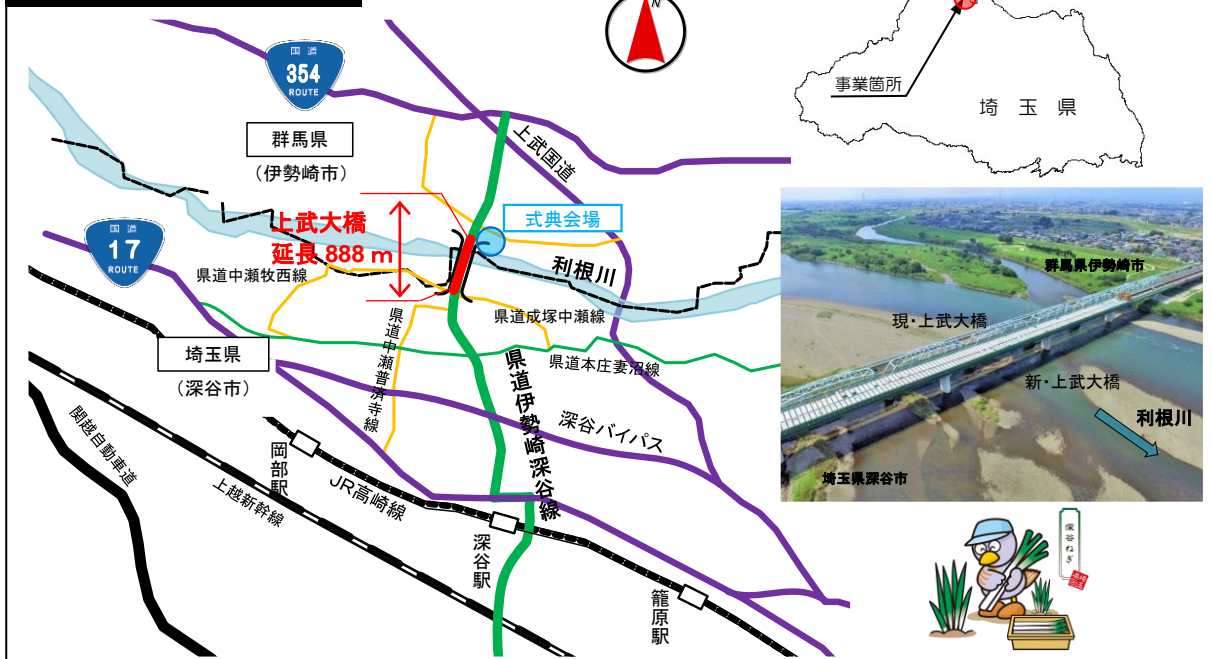 国道
354
ROUTE
群馬県
（伊勢崎市）
上武国道
N
事業箇所
埼玉県
上武大橋
延長 888 m
式典会場
利根川
国道
17
ROUTE
県道中瀬牧西線
県道成塚中瀬線
県道中瀬普済寺線
県道本庄妻沼線
埼玉県
（深谷市）
県道伊勢崎深谷線
深谷バイパス
関越自動車道
岡部駅
JR高崎線
上越新幹線
深谷駅
籠原駅
群馬県伊勢崎市
現・上武大橋
新・上武大橋
利根川
埼玉県深谷市
深谷ねぎ